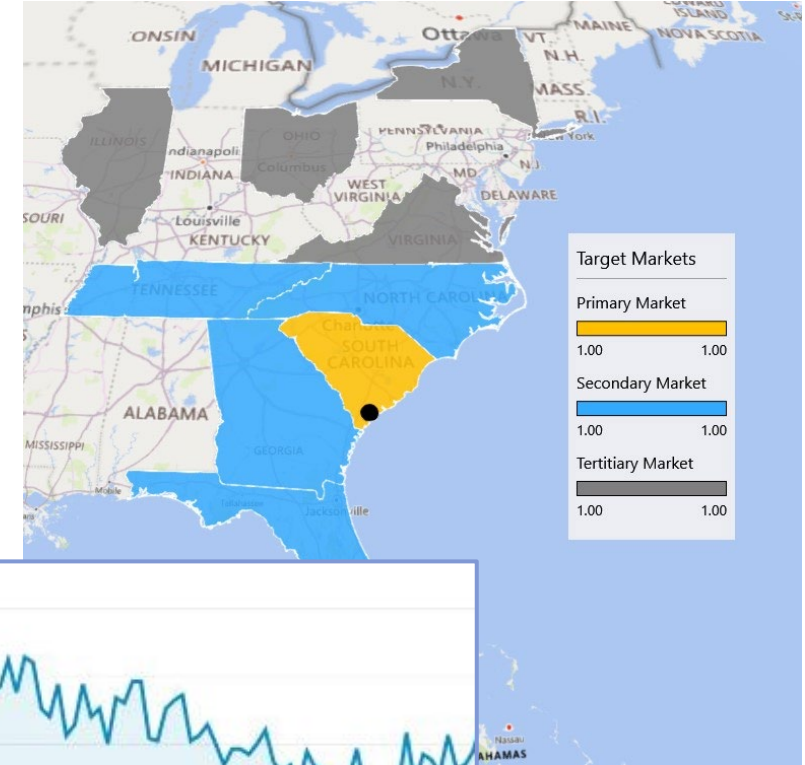 ONSIN
MICHIGAN
Ottawa
VT
MAINE
N.H.
NOVA SCOTIA
EDWARD
ISLAND
N.Y.
MASS.
R.I.
New York
ILLINOIS
ndianapoli
INDIANA
OHIO
Columbus
PENNSYLVANIA
Philadelphia
N.J.
MD
DELAWARE
WEST
VIRGINIA
SOURI
Louisville
KENTUCKY
VIRGINIA
TENNESSEE
NORTH CAROLINA
mphis
Charlotte
SOUTH
CAROLINA
ALABAMA
MISSISSIPPI
GEORGIA
Mobile
Tallahassee
Jacksonville
Target Markets
Primary Market
1.00 1.00
Secondary Market
1.00 1.00
Tertitiary Market
1.00 1.00
Nassau
AHAMAS